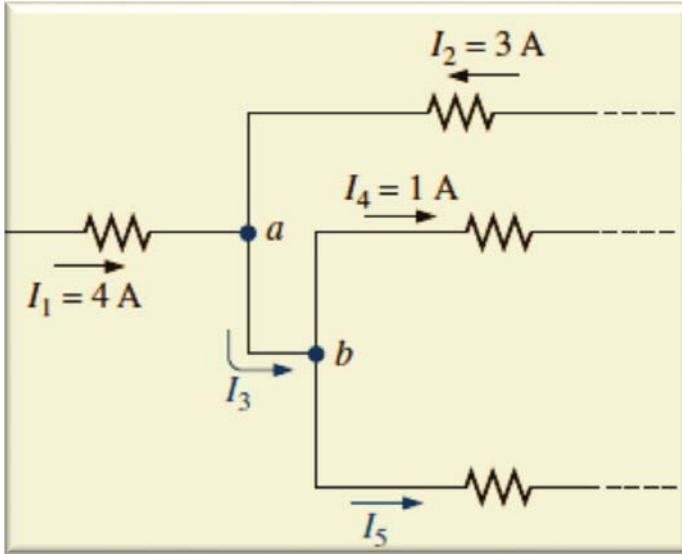 I₂ = 3 A
I₄ = 1 A
a
I₁ = 4 A
b
I₃
I₅